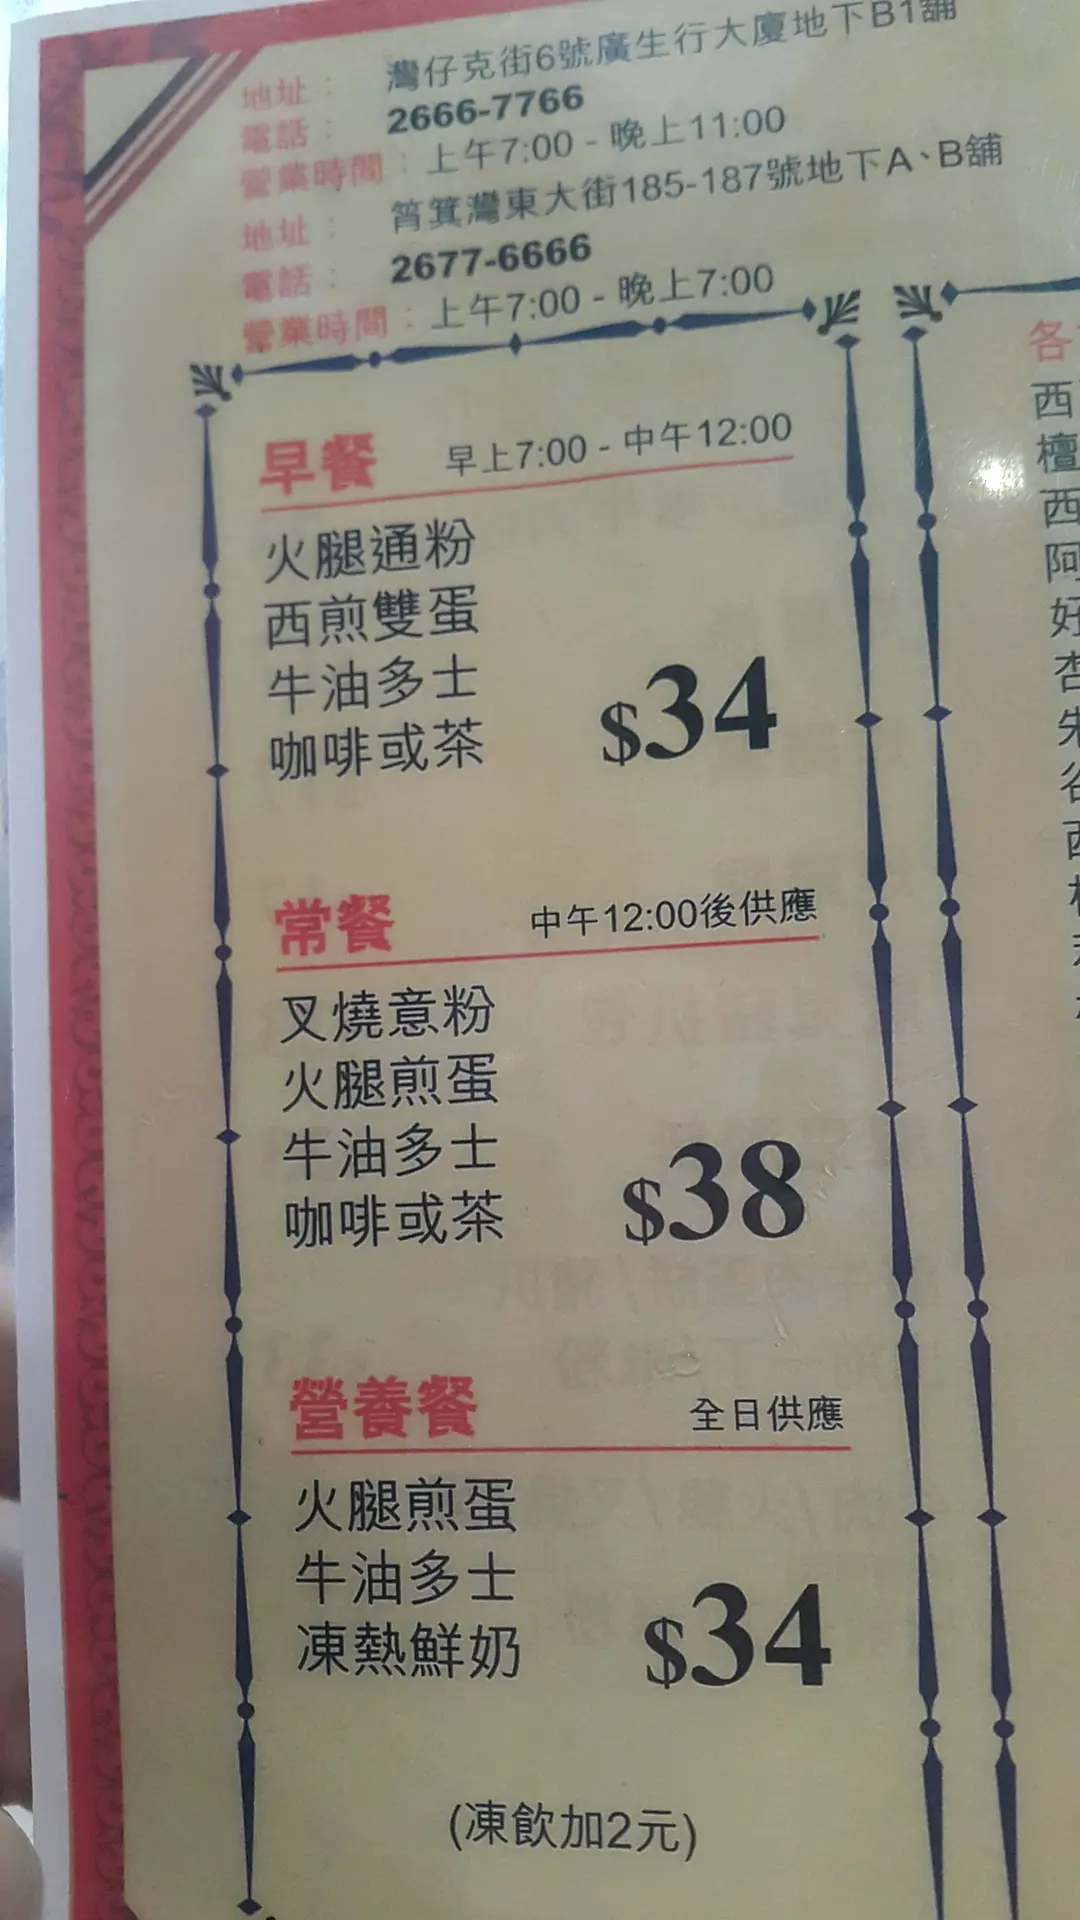 地址： 灣仔克街6號廣生行大廈地下B1舖
電話： 2666-7766
營業時間：上午7:00 - 晚上11:00
地址： 筲箕灣東大街185-187號地下A、B舖
電話： 2677-6666
營業時間：上午7:00 - 晚上7:00
早餐 早上7:00 - 中午12:00
火腿通粉
西煎雙蛋
牛油多士
咖啡或茶 $34
常餐 中午12:00後供應
叉燒意粉
火腿煎蛋
牛油多士
咖啡或茶 $38
營養餐 全日供應
火腿煎蛋
牛油多士
凍熱鮮奶 $34
(凍飲加2元)
各
西
檀
西
阿
好
杏
朱
谷
西